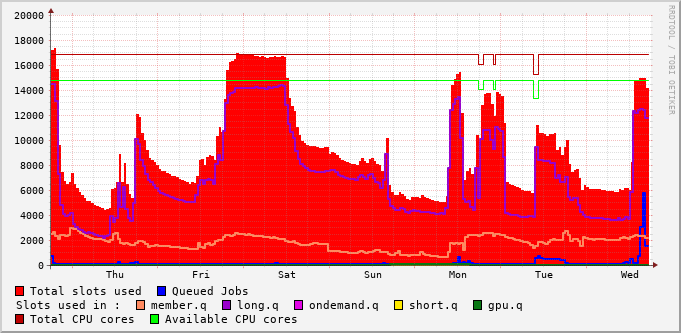 20000
18000
16000
14000
12000
10000
8000
6000
4000
2000
0
Thu Fri Sat Sun Mon Tue Wed
RRDTOOL / TOBI OETIKER
Total slots used Queued Jobs
Slots used in : member.q long.q ondemand.q short.q gpu.q
Total CPU cores Available CPU cores